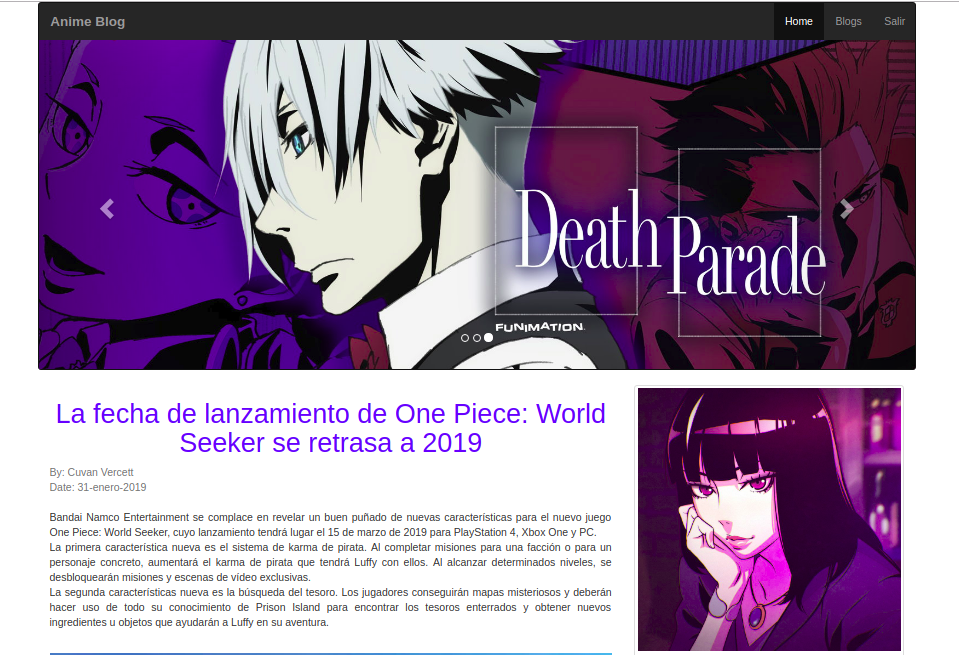 Anime Blog
Home Blogs Salir
Death
Parade
FUNIMATION
La fecha de lanzamiento de One Piece: World
Seeker se retrasa a 2019
By: Cuvan Vercett
Date: 31-enero-2019
Bandai Namco Entertainment se complace en revelar un buen puñado de nuevas características para el nuevo juego
One Piece: World Seeker, cuyo lanzamiento tendrá lugar el 15 de marzo de 2019 para PlayStation 4, Xbox One y PC.
La primera característica nueva es el sistema de karma de pirata. Al completar misiones para una facción o para un
personaje concreto, aumentará el karma de pirata que tendrá Luffy con ellos. Al alcanzar determinados niveles, se
desbloquearán misiones y escenas de vídeo exclusivas.
La segunda características nueva es la búsqueda del tesoro. Los jugadores conseguirán mapas misteriosos y deberán
hacer uso de todo su conocimiento de Prison Island para encontrar los tesoros enterrados y obtener nuevos
ingredientes u objetos que ayudarán a Luffy en su aventura.